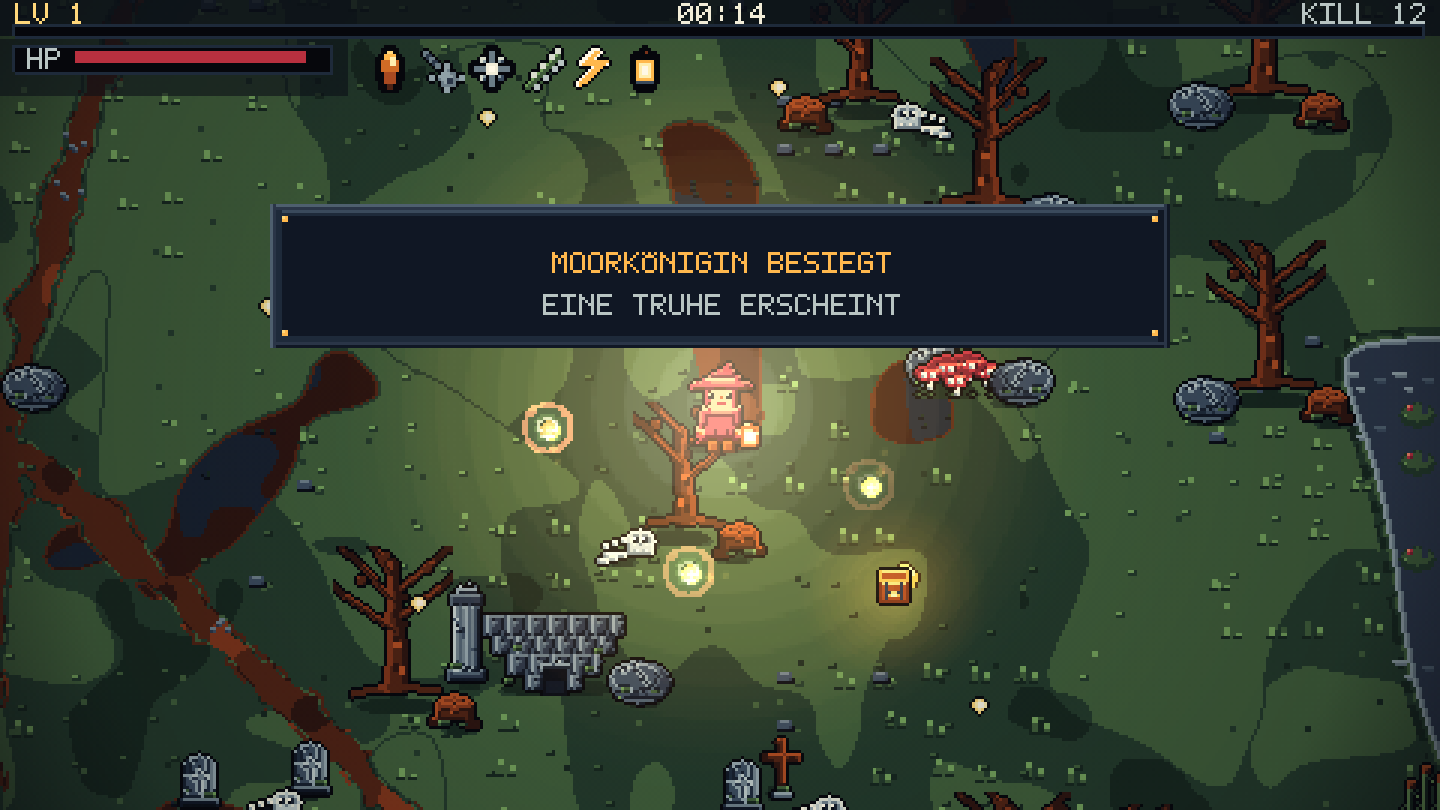 LV 1
00:14
KILL 12
HP
MOORKÖNIGIN BESIEGT
EINE TRUHE ERSCHEINT